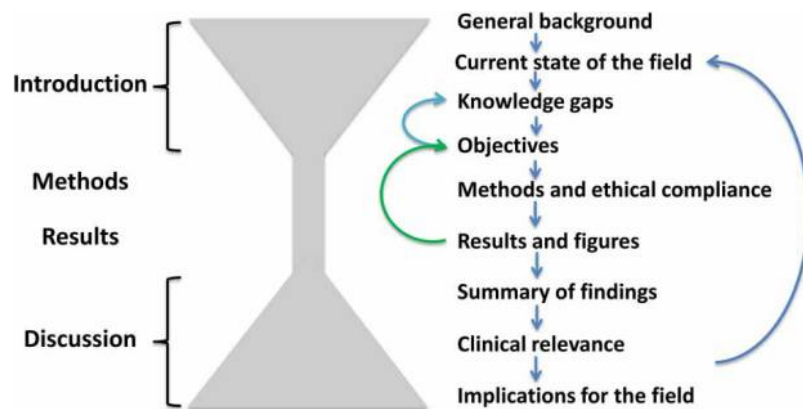 General background
Current state of the field
Introduction
Knowledge gaps
Objectives
Methods
Methods and ethical compliance
Results
Results and figures
Summary of findings
Discussion
Clinical relevance
Implications for the field